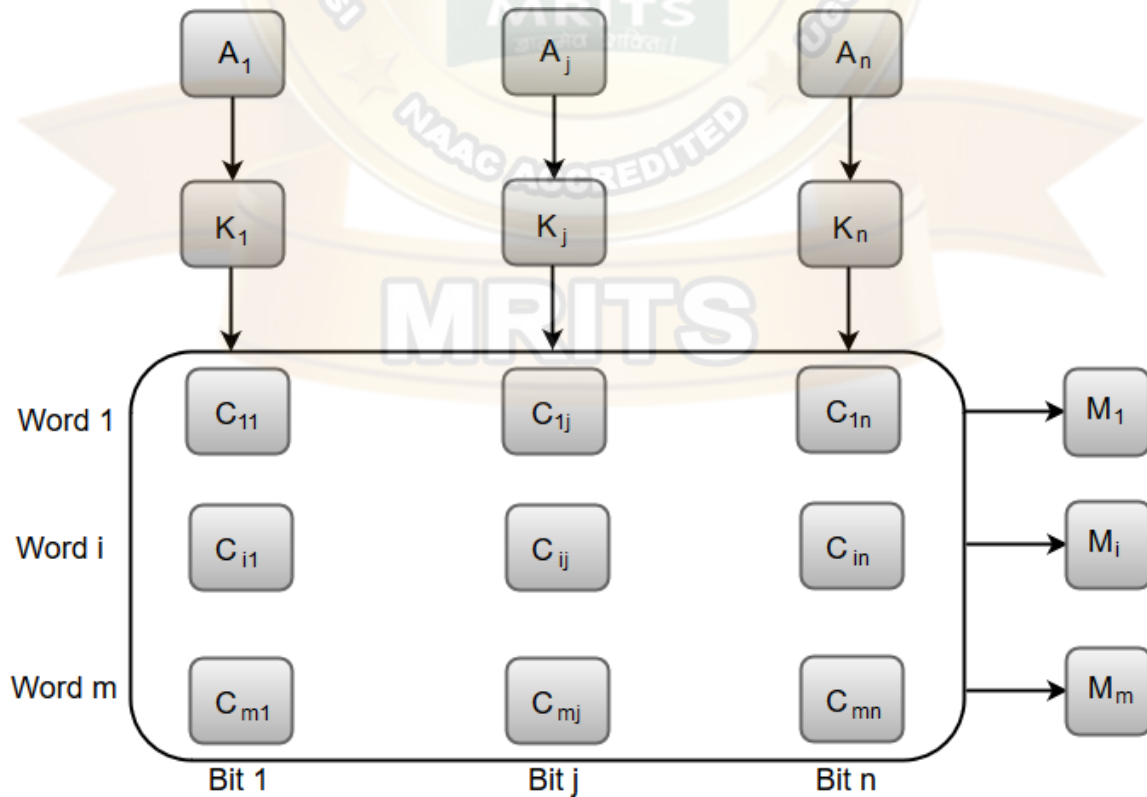 MRITS
A1 Aj An
NAAC ACCREDITED
K1 Kj Kn
MRITS
Word 1 C11 C1j C1n M1
Word i Ci1 Cij Cin Mi
Word m Cm1 Cmj Cmn Mm
Bit 1 Bit j Bit n